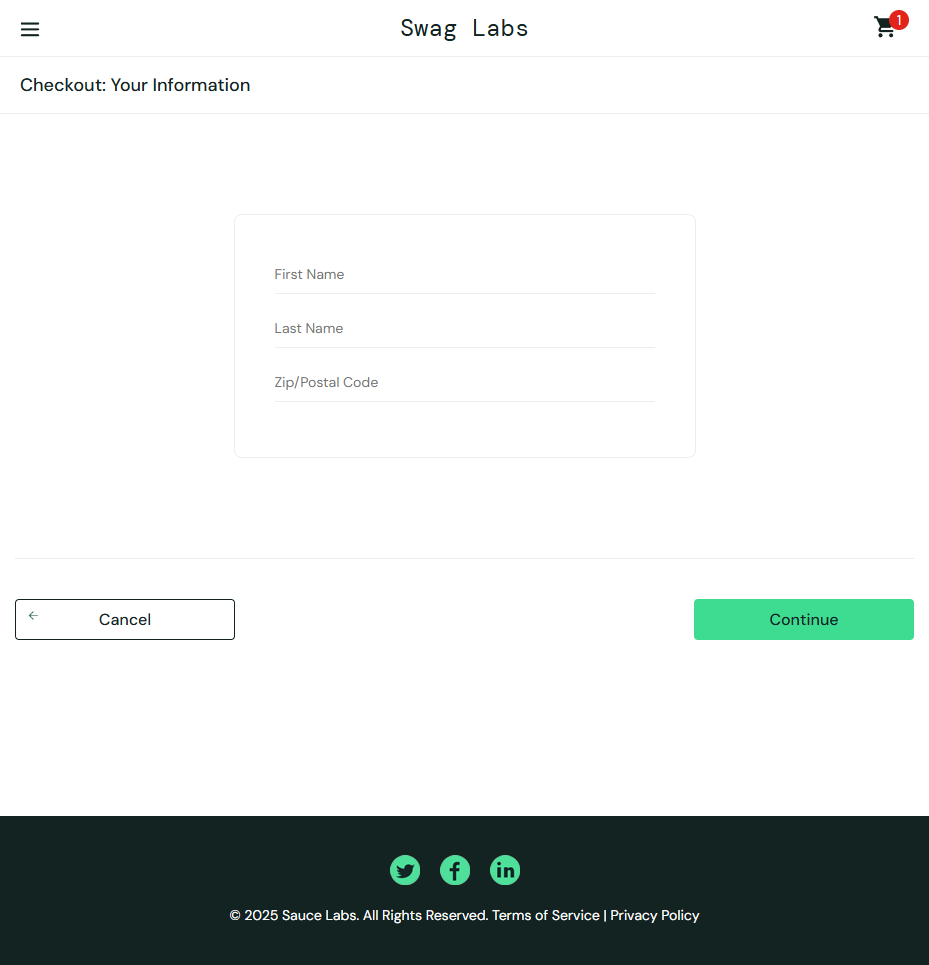 Swag Labs
1
Checkout: Your Information
First Name
Last Name
Zip/Postal Code
Cancel
Continue
© 2025 Sauce Labs. All Rights Reserved. Terms of Service | Privacy Policy